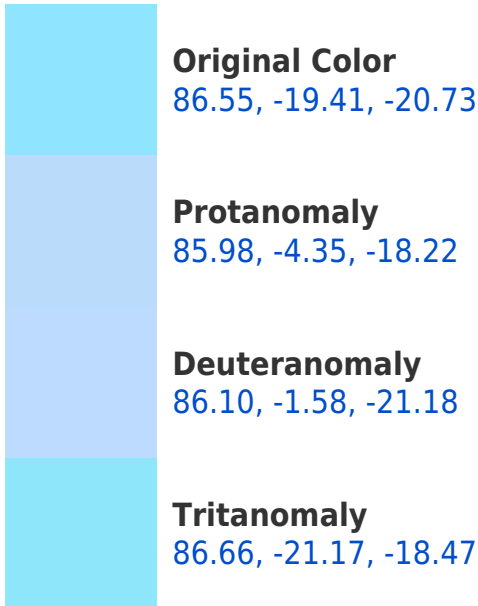 Original Color
86.55, -19.41, -20.73
Protanomaly
85.98, -4.35, -18.22
Deuteranomaly
86.10, -1.58, -21.18
Tritanomaly
86.66, -21.17, -18.47